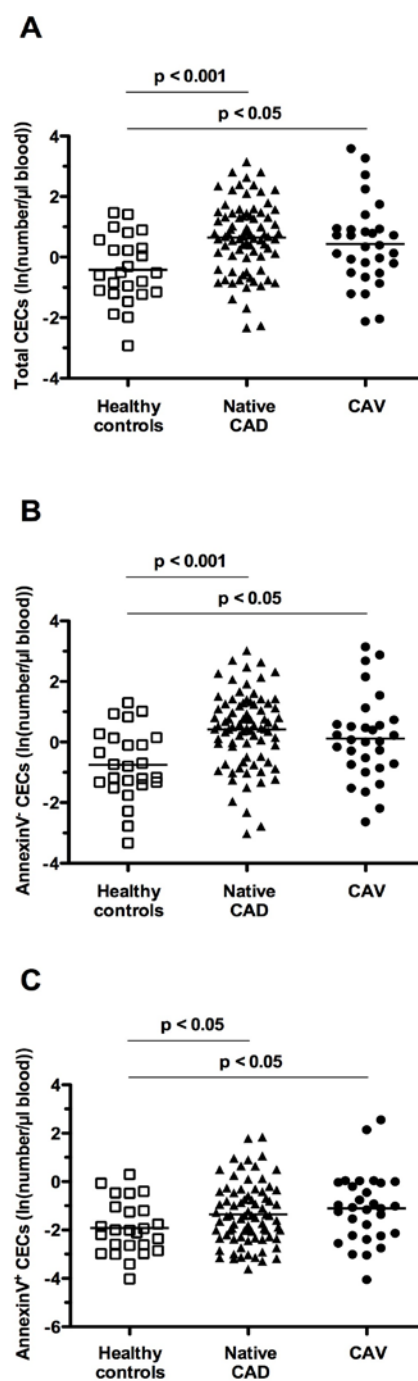 A
p < 0.001
p < 0.05
Total CECs (ln(number/µl blood))
4
2
0
-2
-4
Healthy controls
Native CAD
CAV
B
p < 0.001
p < 0.05
AnnexinV⁻ CECs (ln(number/µl blood))
4
2
0
-2
-4
Healthy controls
Native CAD
CAV
C
p < 0.05
p < 0.05
AnnexinV⁺ CECs (ln(number/µl blood))
4
2
0
-2
-4
-6
Healthy controls
Native CAD
CAV